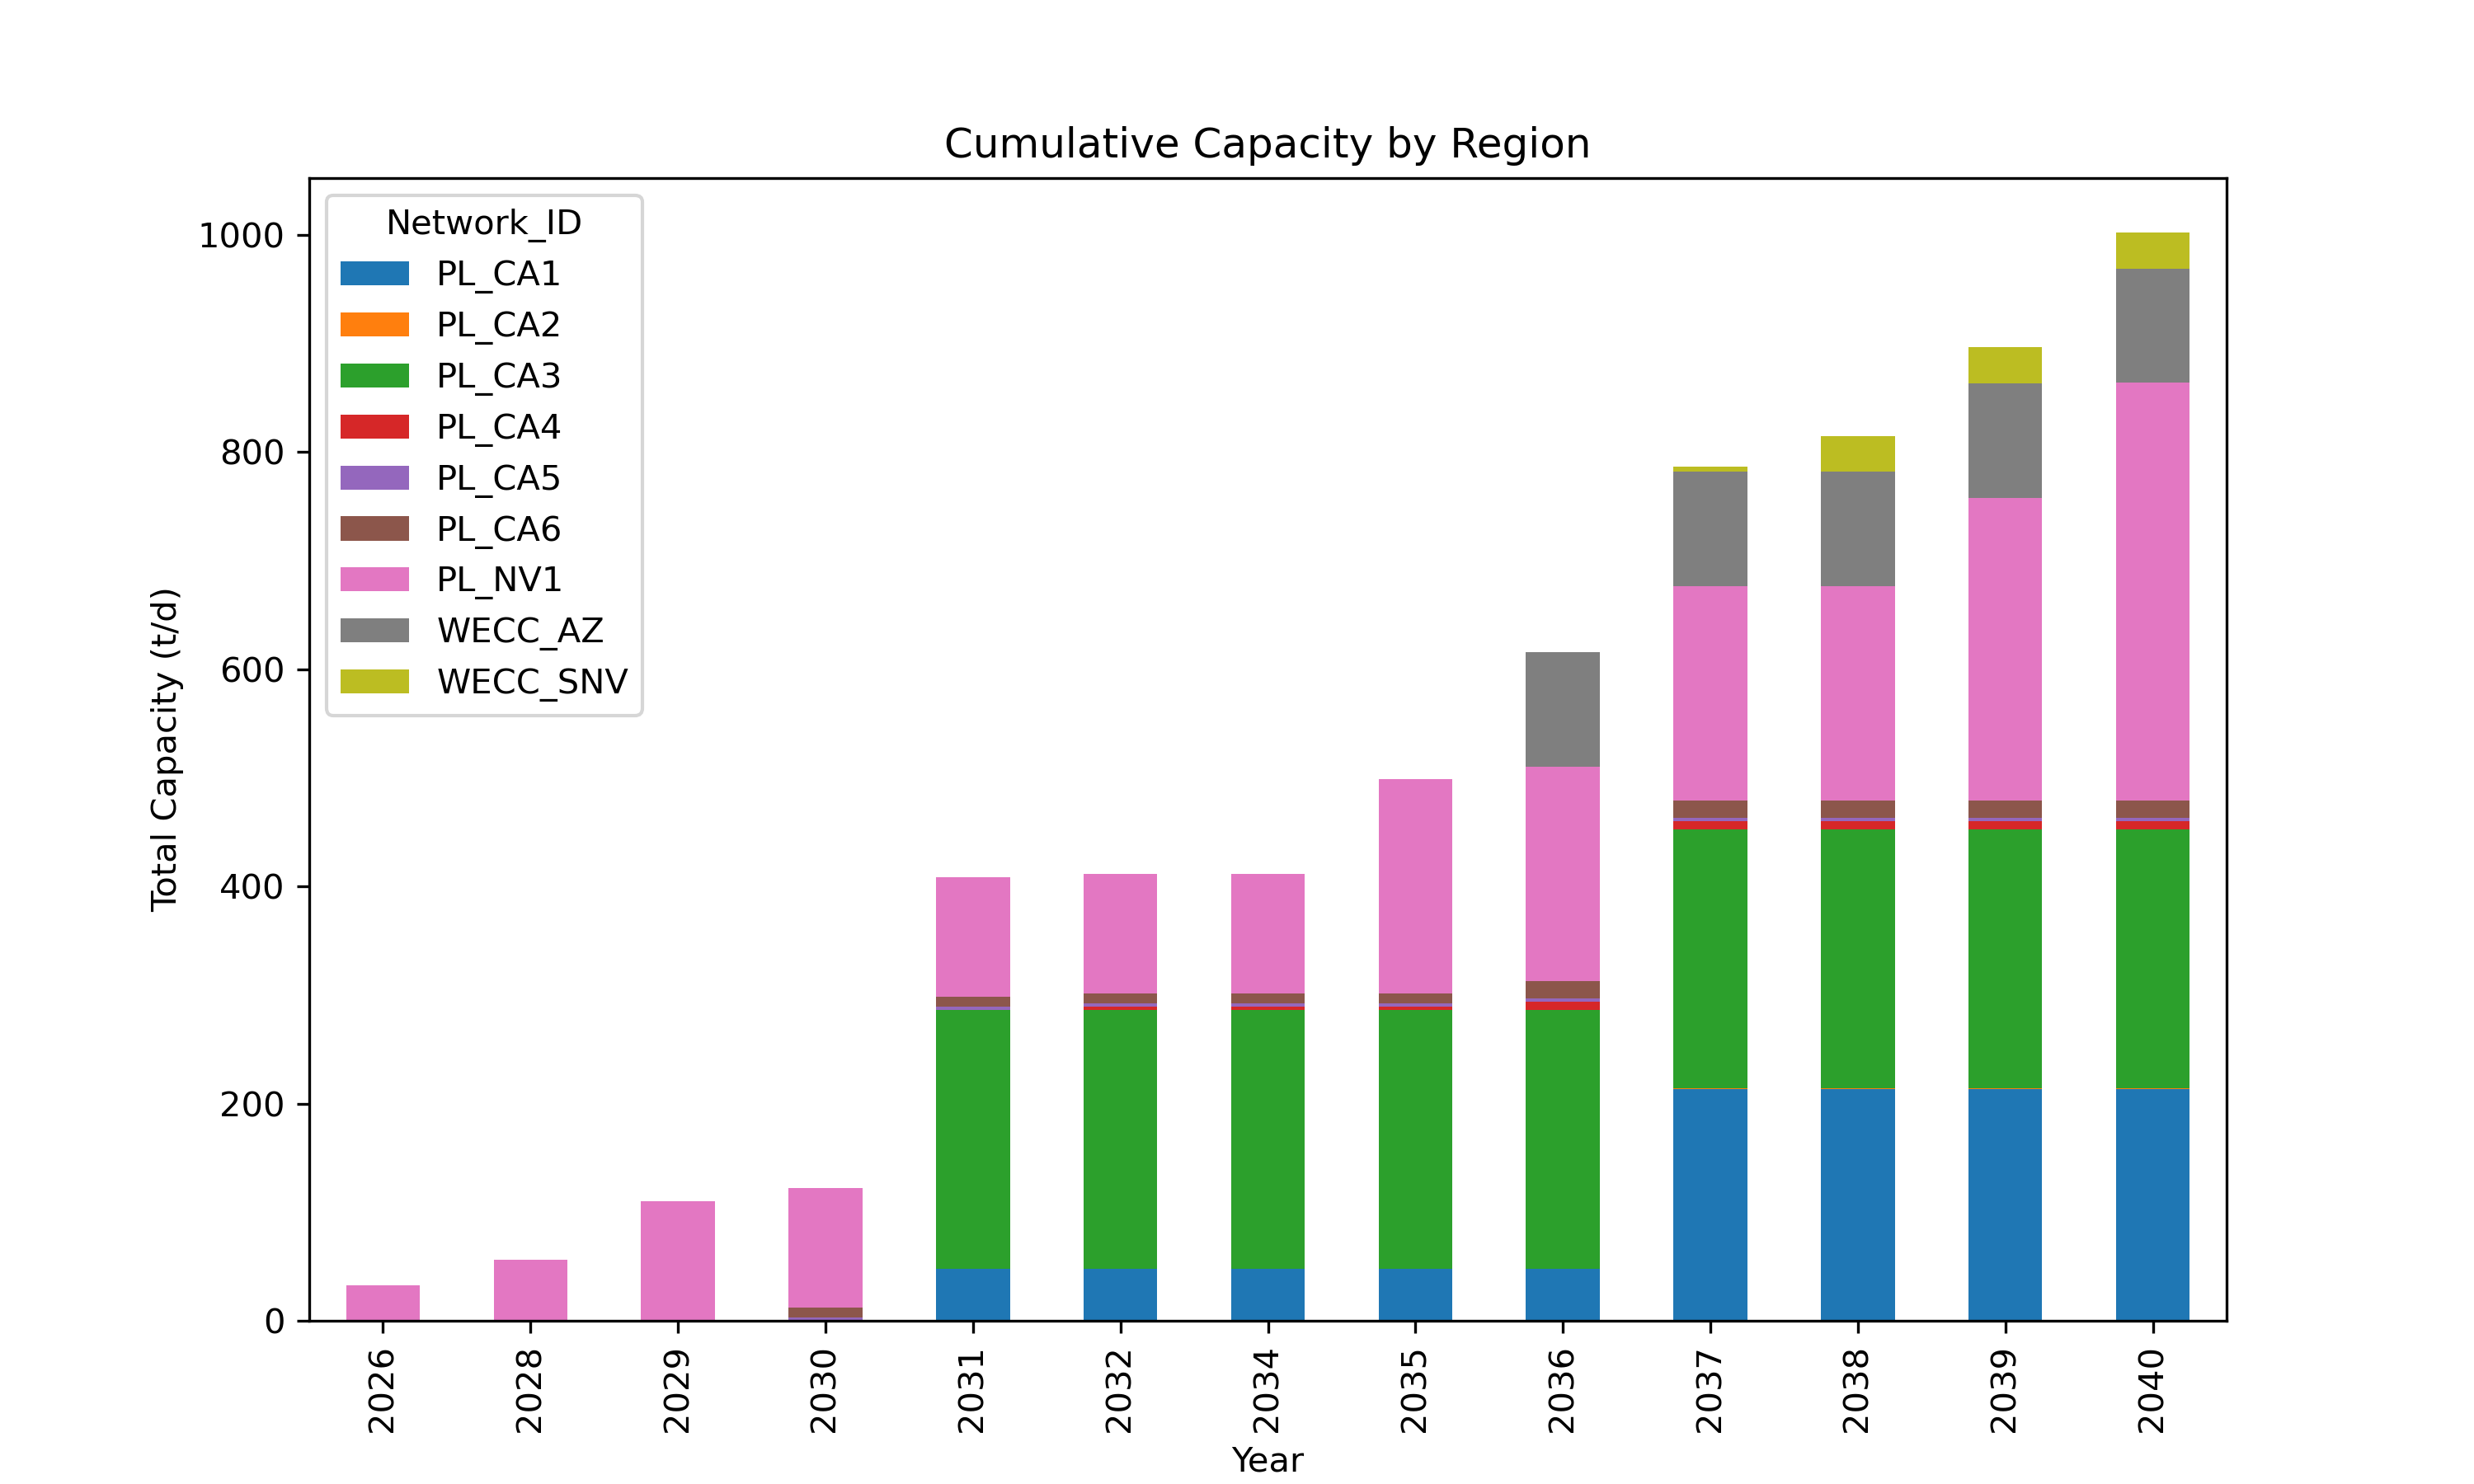 Cumulative Capacity by Region
Network_ID
PL_CA1
PL_CA2
PL_CA3
PL_CA4
PL_CA5
PL_CA6
PL_NV1
WECC_AZ
WECC_SNV
Total Capacity (t/d)
1000
800
600
400
200
0
2026
2028
2029
2030
2031
2032
2034
2035
2036
2037
2038
2039
2040
Year